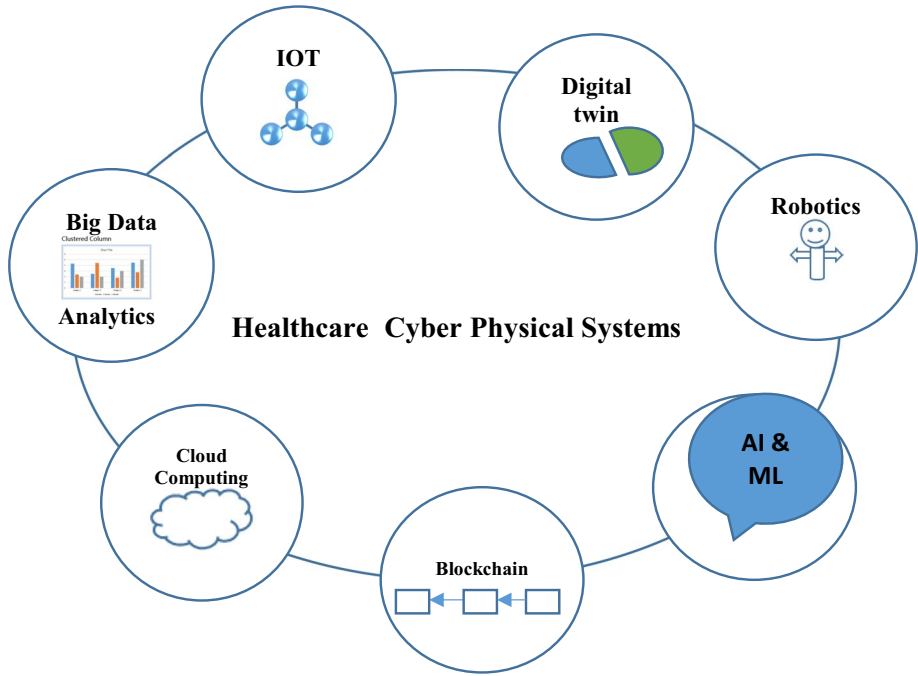 IOT
Digital
twin
Robotics
Big Data
Clustered Column
Analytics
Healthcare Cyber Physical Systems
AI &
ML
Cloud
Computing
Blockchain